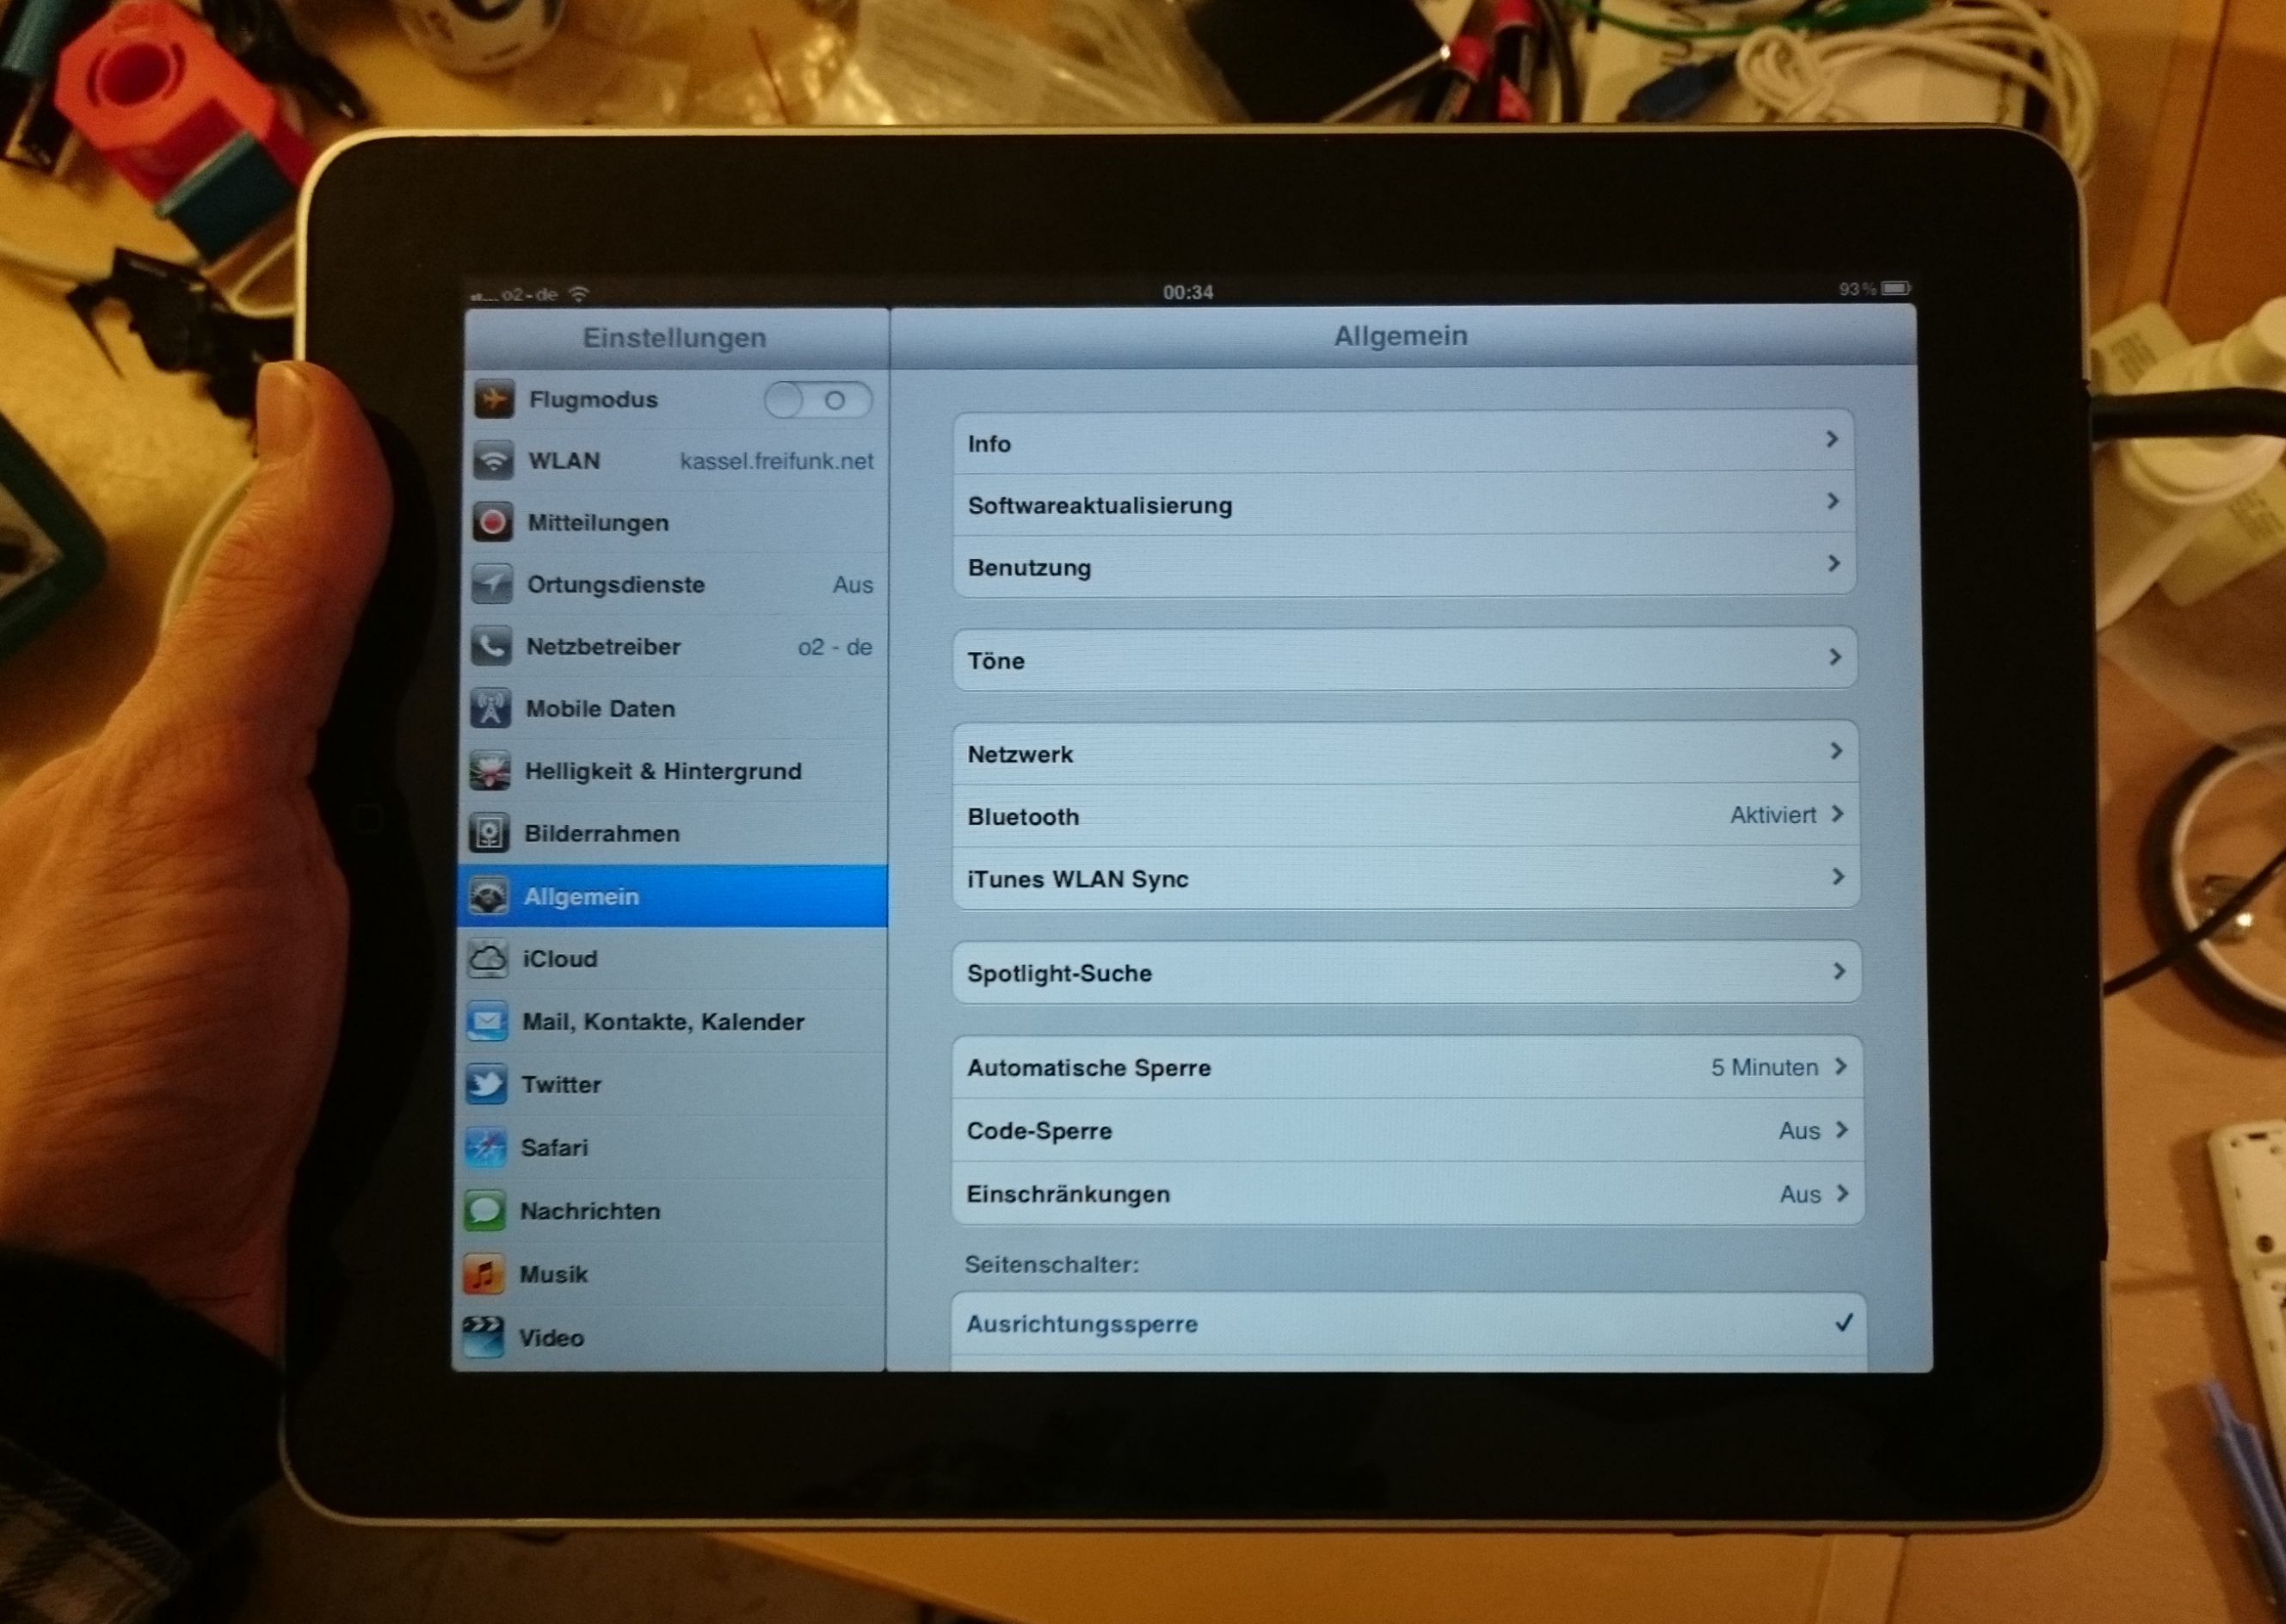 o2 - de
00:34
93 %
Einstellungen
Flugmodus
WLAN kassel.freifunk.net
Mitteilungen
Ortungsdienste Aus
Netzbetreiber o2 - de
Mobile Daten
Helligkeit & Hintergrund
Bilderrahmen
Allgemein
iCloud
Mail, Kontakte, Kalender
Twitter
Safari
Nachrichten
Musik
Video
Allgemein
Info
Softwareaktualisierung
Benutzung
Töne
Netzwerk
Bluetooth Aktiviert
iTunes WLAN Sync
Spotlight-Suche
Automatische Sperre 5 Minuten
Code-Sperre Aus
Einschränkungen Aus
Seitenschalter:
Ausrichtungssperre